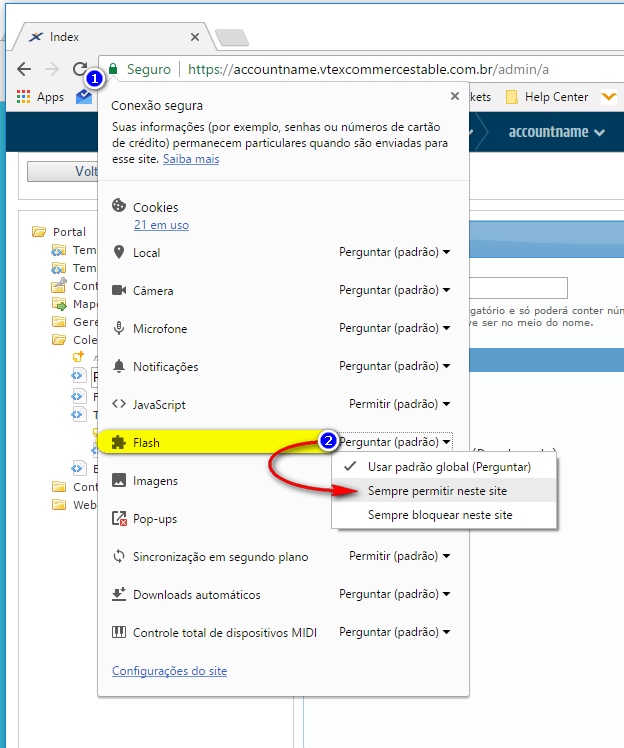 Index
1
Seguro
https://accountname.vtexcommercestable.com.br/admin/a
Apps
kets
Help Center
Conexão segura
Suas informações (por exemplo, senhas ou números de cartão
de crédito) permanecem particulares quando são enviadas para
esse site. Saiba mais
accountname
Volt
Cookies
21 em uso
Portal
Tem
Local
Perguntar (padrão)
Tem
Câmera
Perguntar (padrão)
Cont
Mapo
gatório e só poderá conter núm
Microfone
Perguntar (padrão)
Gere
ve ser no meio do nome.
Cole
Notificações
Perguntar (padrão)
JavaScript
Permitir (padrão)
F
T
Flash
2
Perguntar (padrão)
Usar padrão global (Perguntar)
E
Imagens
Sempre permitir neste site
Cont
Web
Pop-ups
Sempre bloquear neste site
Sincronização em segundo plano
Permitir (padrão)
Downloads automáticos
Perguntar (padrão)
Controle total de dispositivos MIDI
Perguntar (padrão)
Configurações do site